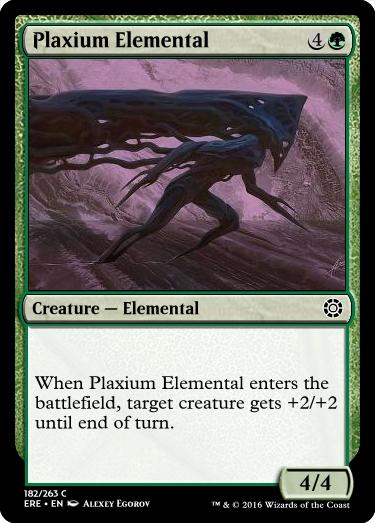 Plaxium Elemental 4
Creature — Elemental
When Plaxium Elemental enters the
battlefield, target creature gets +2/+2
until end of turn.
4/4
182/263 C
ERE • EN Alexey Egorov
™ & © 2016 Wizards of the Coast